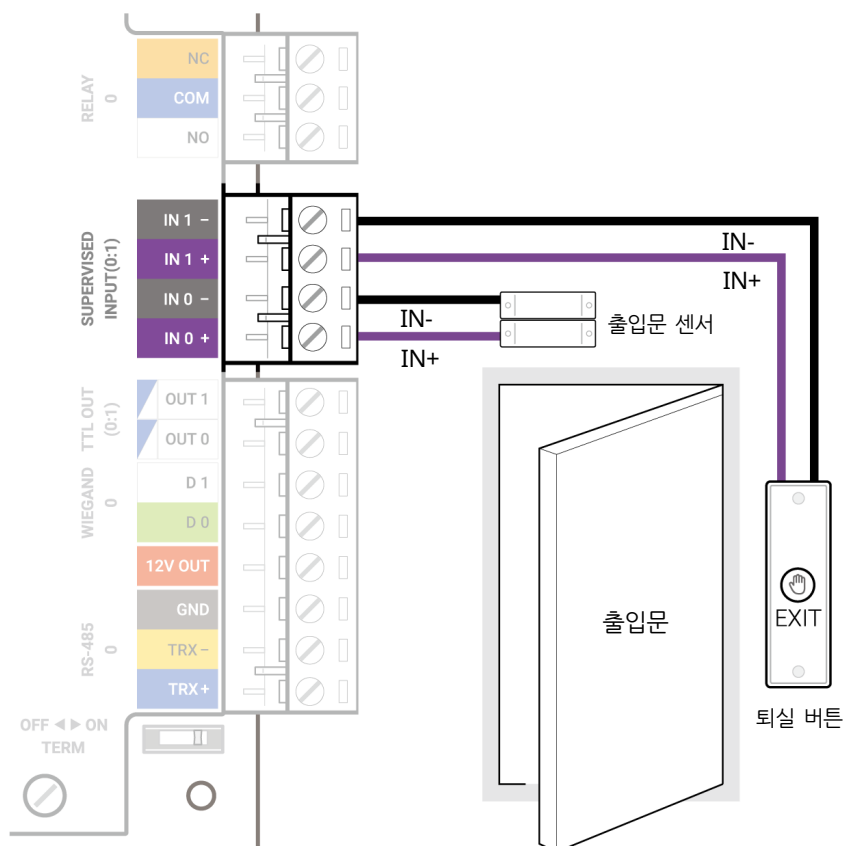 RELAY
0
NC
COM
NO
SUPERVISED
INPUT(0:1)
IN 1 –
IN 1 +
IN 0 –
IN 0 +
IN-
IN+
IN-
IN+
출입문 센서
TTL OUT
(0:1)
OUT 1
OUT 0
WIEGAND
0
D 1
D 0
12V OUT
GND
RS-485
0
TRX –
TRX +
출입문
EXIT
퇴실 버튼
OFF ◀ ▶ ON
TERM